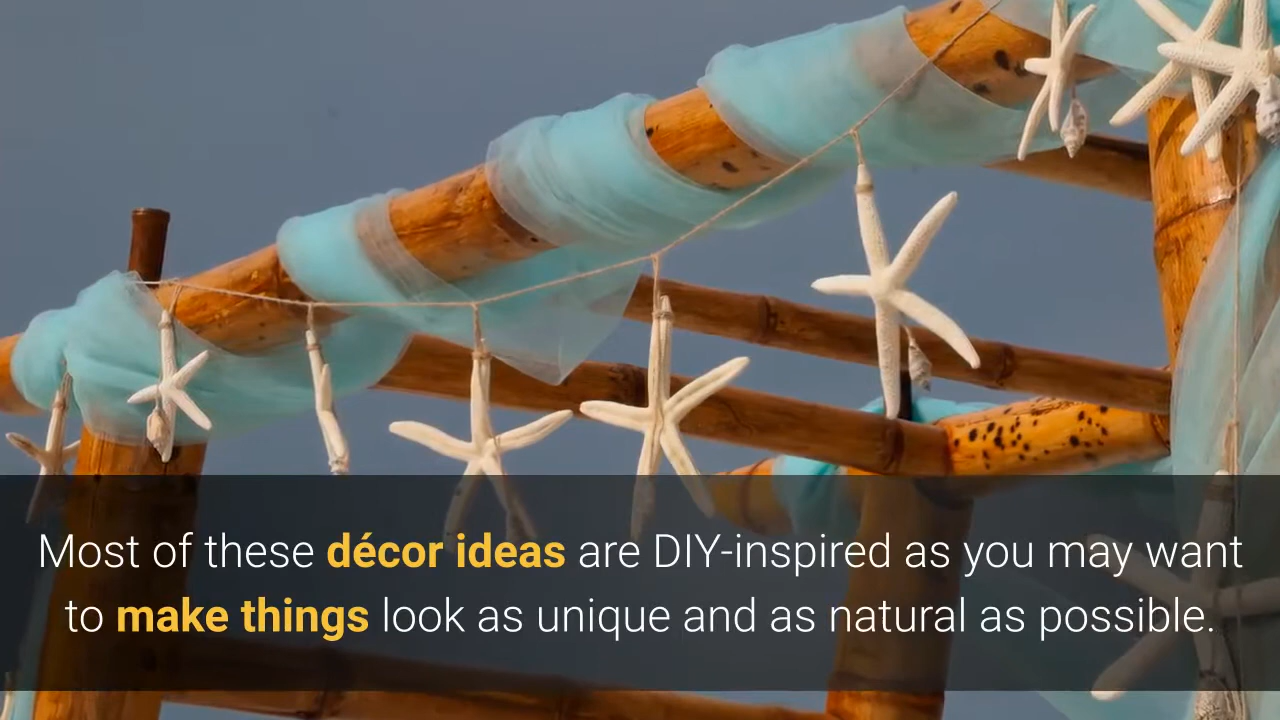 Most of these décor ideas are DIY-inspired as you may want
to make things look as unique and as natural as possible.